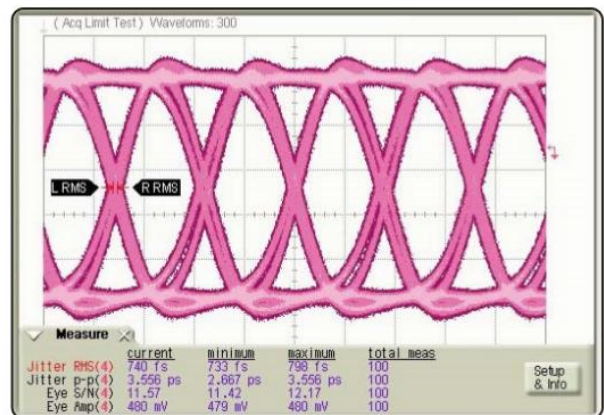 ( Acq Limit Test ) Waveforms: 300
L RMS R RMS
Measure
current minimum maximum total meas
Jitter RMS(4) 740 fs 733 fs 798 fs 100
Jitter p-p(4) 3.556 ps 2.667 ps 3.556 ps 100
Eye S/N(4) 11.57 11.42 12.17 100
Eye Amp(4) 480 mV 479 mV 480 mV 100
Setup
& Info